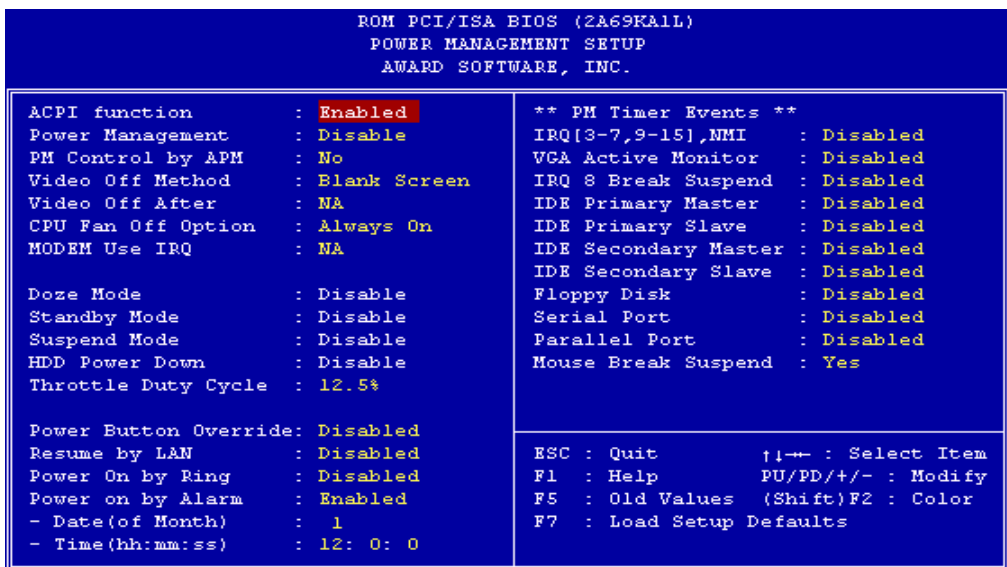 ROM PCI/ISA BIOS (2A69KA1L)
POWER MANAGEMENT SETUP
AWARD SOFTWARE, INC.
ACPI function : Enabled
Power Management : Disable
PM Control by APM : No
Video Off Method : Blank Screen
Video Off After : NA
CPU Fan Off Option : Always On
MODEM Use IRQ : NA
Doze Mode : Disable
Standby Mode : Disable
Suspend Mode : Disable
HDD Power Down : Disable
Throttle Duty Cycle : 12.5%
Power Button Override: Disabled
Resume by LAN : Disabled
Power On by Ring : Disabled
Power on by Alarm : Enabled
- Date(of Month) : 1
- Time(hh:mm:ss) : 12: 0: 0
** PM Timer Events **
IRQ[3-7,9-15],NMI : Disabled
VGA Active Monitor : Disabled
IRQ 8 Break Suspend : Disabled
IDE Primary Master : Disabled
IDE Primary Slave : Disabled
IDE Secondary Master : Disabled
IDE Secondary Slave : Disabled
Floppy Disk : Disabled
Serial Port : Disabled
Parallel Port : Disabled
Mouse Break Suspend : Yes
ESC : Quit ↑↓→← : Select Item
F1 : Help PU/PD/+/- : Modify
F5 : Old Values (Shift)F2 : Color
F7 : Load Setup Defaults